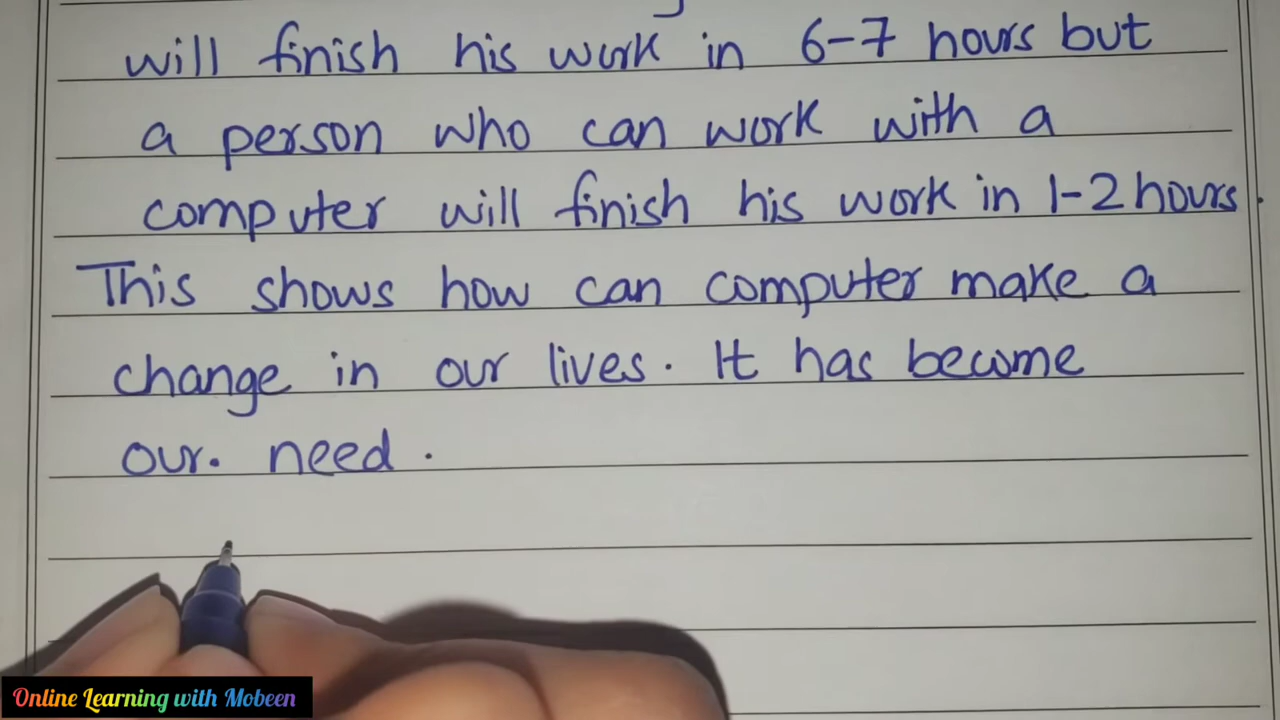 will finish his work in 6-7 hours but
a person who can work with a
computer will finish his work in 1-2 hours.
This shows how can computer make a
change in our lives. It has become
our. need.
Online Learning with Mobeen